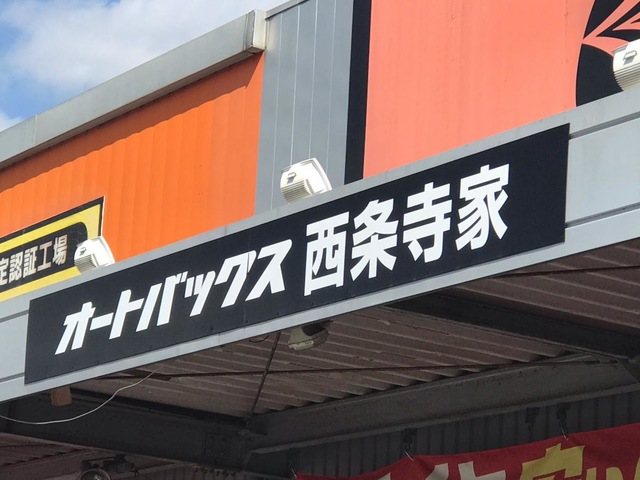 定認証工場
オートバックス 西条寺家